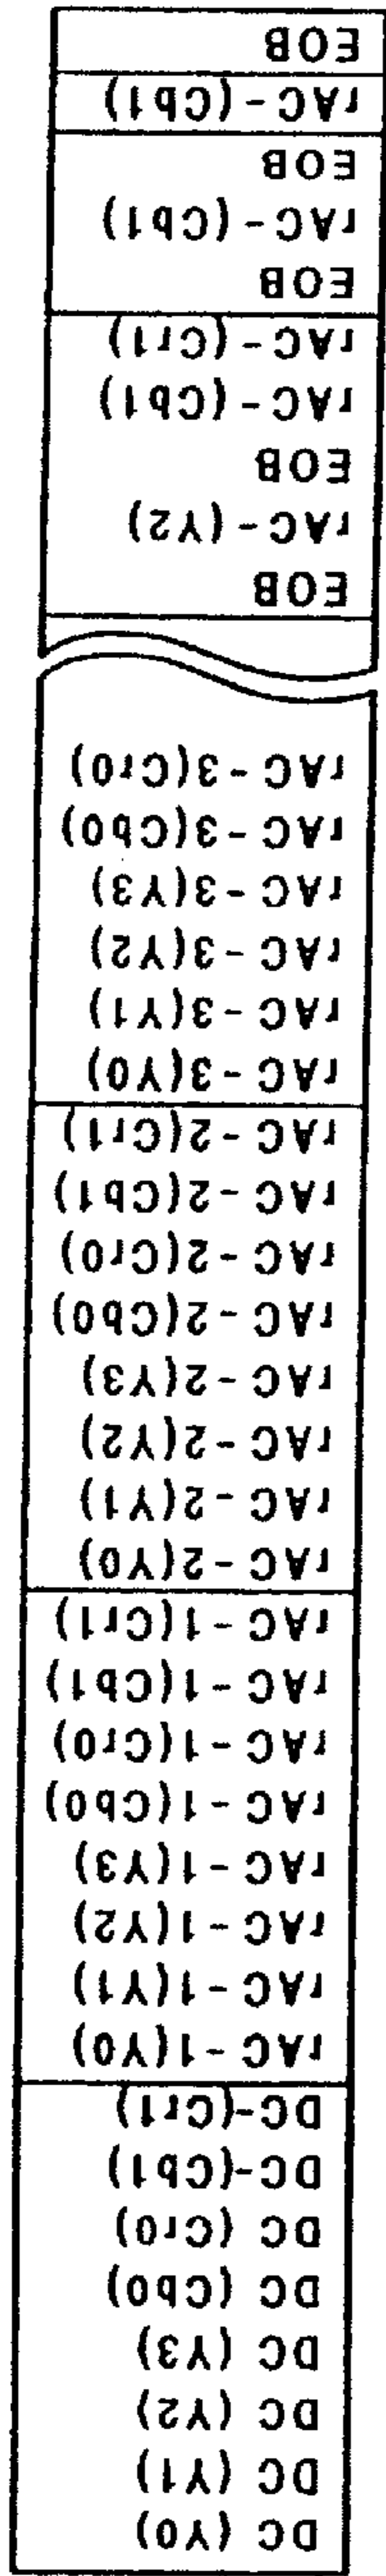 DC (Y0)
DC (Y1)
DC (Y2)
DC (Y3)
DC (Cb0)
DC (Cr0)
DC-(Cb1)
DC-(Cr1)
rAC-1(Y0)
rAC-1(Y1)
rAC-1(Y2)
rAC-1(Y3)
rAC-1(Cb0)
rAC-1(Cr0)
rAC-1(Cb1)
rAC-1(Cr1)
rAC-2(Y0)
rAC-2(Y1)
rAC-2(Y2)
rAC-2(Y3)
rAC-2(Cb0)
rAC-2(Cr0)
rAC-2(Cb1)
rAC-2(Cr1)
rAC-3(Y0)
rAC-3(Y1)
rAC-3(Y2)
rAC-3(Y3)
rAC-3(Cb0)
rAC-3(Cr0)
EOB
rAC-(Y2)
EOB
rAC-(Cb1)
rAC-(Cr1)
EOB
rAC-(Cb1)
EOB
rAC-(Cb1)
EOB